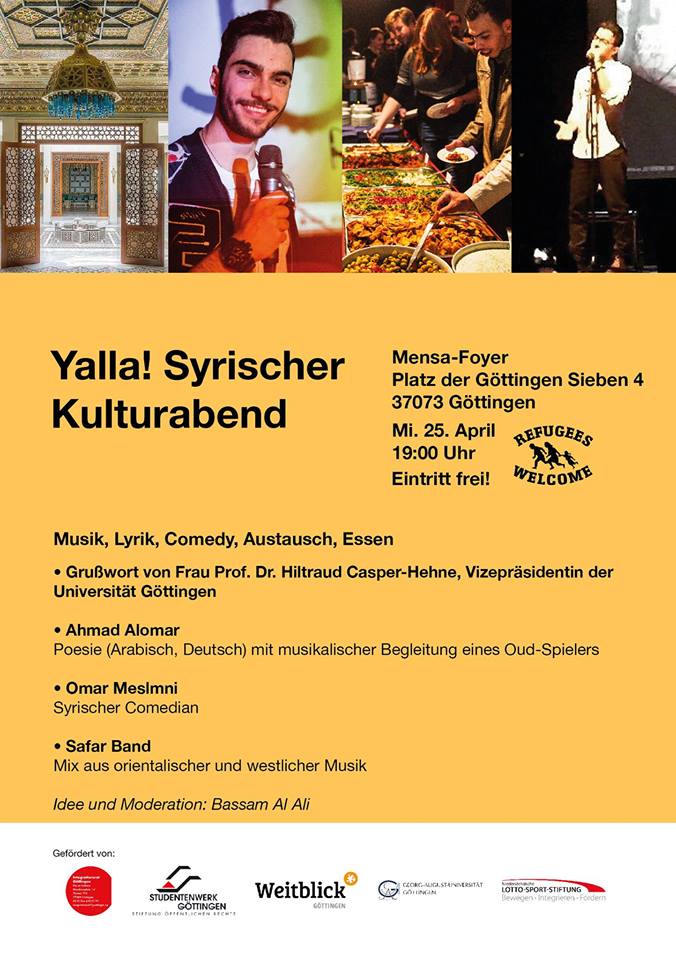 Yalla! Syrischer
Kulturabend
Mensa-Foyer
Platz der Göttingen Sieben 4
37073 Göttingen
Mi. 25. April
19:00 Uhr
Eintritt frei!
REFUGEES
WELCOME
Musik, Lyrik, Comedy, Austausch, Essen
• Grußwort von Frau Prof. Dr. Hiltraud Casper-Hehne, Vizepräsidentin der
Universität Göttingen
• Ahmad Alomar
Poesie (Arabisch, Deutsch) mit musikalischer Begleitung eines Oud-Spielers
• Omar Meslmni
Syrischer Comedian
• Safar Band
Mix aus orientalischer und westlicher Musik
Idee und Moderation: Bassam Al Ali
Gefördert von:
Integrationsrat
Göttingen
STUDENTENWERK
GÖTTINGEN
STIFTUNG ÖFFENTLICHEN RECHTS
Weitblick
GÖTTINGEN
GEORG-AUGUST-UNIVERSITÄT
GÖTTINGEN
Niedersächsische
LOTTO-SPORT-STIFTUNG
Bewegen · Integrieren · Fördern